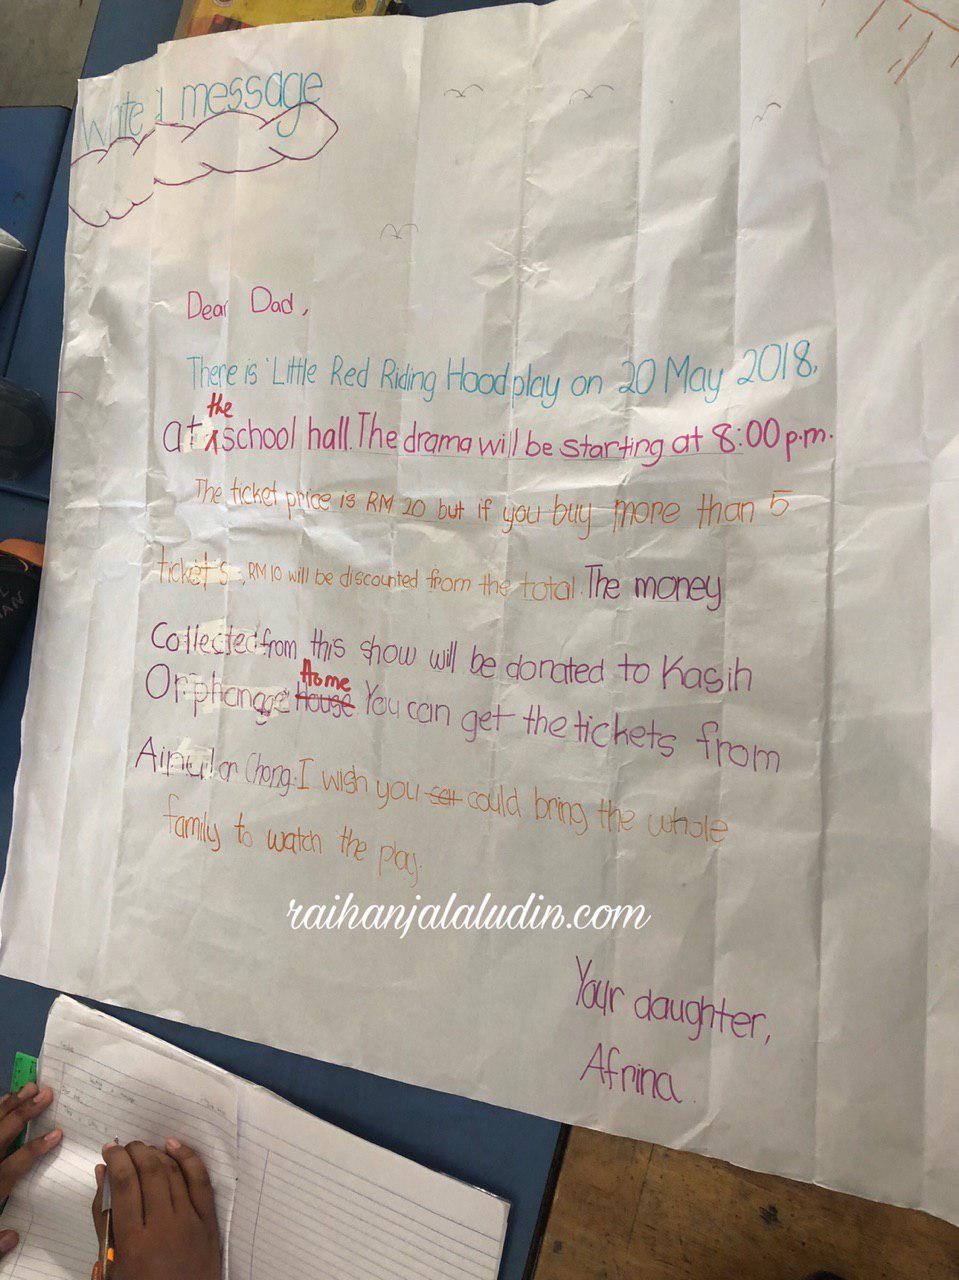 Write a message
Dear Dad,
There is 'Little Red Riding Hood play on 20 May 2018,
the
at school hall. The drama will be starting at 8:00 p.m.
The ticket price is RM 20 but if you buy more than 5
tickets, RM 10 will be discounted from the total. The money
Collected from this show will be donated to Kasih
Home
Orphanage house. You can get the tickets from
Ainul or Chong. I wish you could bring the whole
family to watch the play.
raihanjalaludin.com
Your daughter,
Afrina.